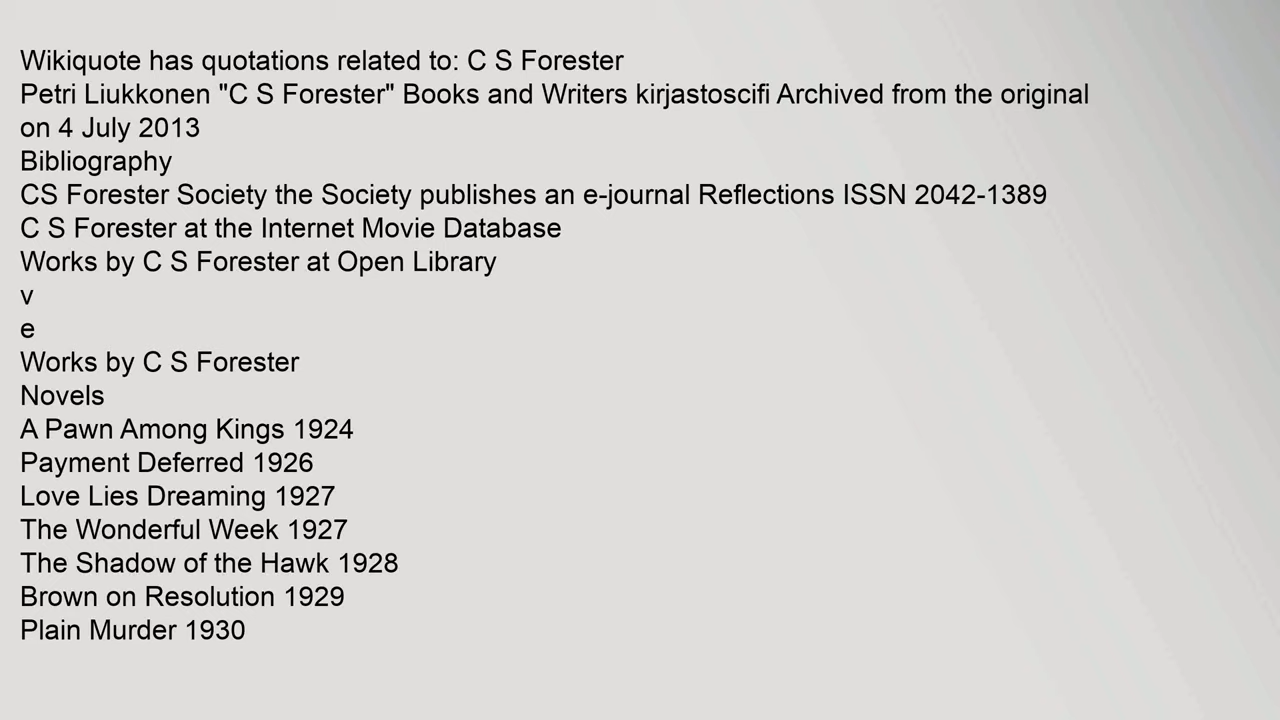 Wikiquote has quotations related to: C S Forester
Petri Liukkonen "C S Forester" Books and Writers kirjastoscifi Archived from the original
on 4 July 2013
Bibliography
CS Forester Society the Society publishes an e-journal Reflections ISSN 2042-1389
C S Forester at the Internet Movie Database
Works by C S Forester at Open Library
v
e
Works by C S Forester
Novels
A Pawn Among Kings 1924
Payment Deferred 1926
Love Lies Dreaming 1927
The Wonderful Week 1927
The Shadow of the Hawk 1928
Brown on Resolution 1929
Plain Murder 1930